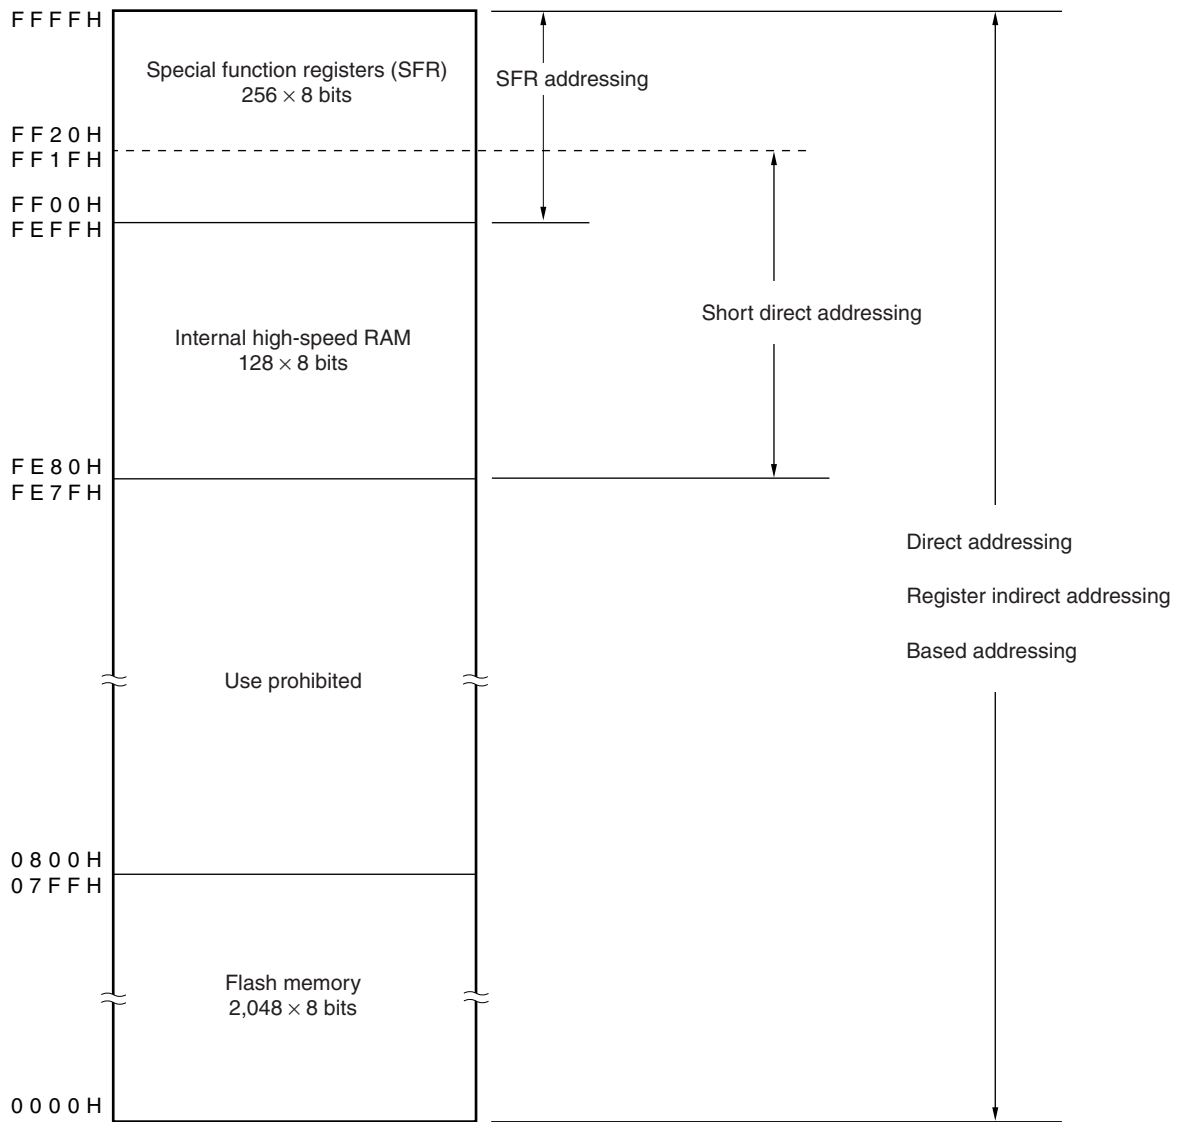 FFFFH
Special function registers (SFR)
256 × 8 bits
SFR addressing
FF20H
FF1FH
FF00H
FEFFH
Short direct addressing
Internal high-speed RAM
128 × 8 bits
FE80H
FE7FH
Direct addressing
Register indirect addressing
Based addressing
Use prohibited
0800H
07FFH
Flash memory
2,048 × 8 bits
0000H